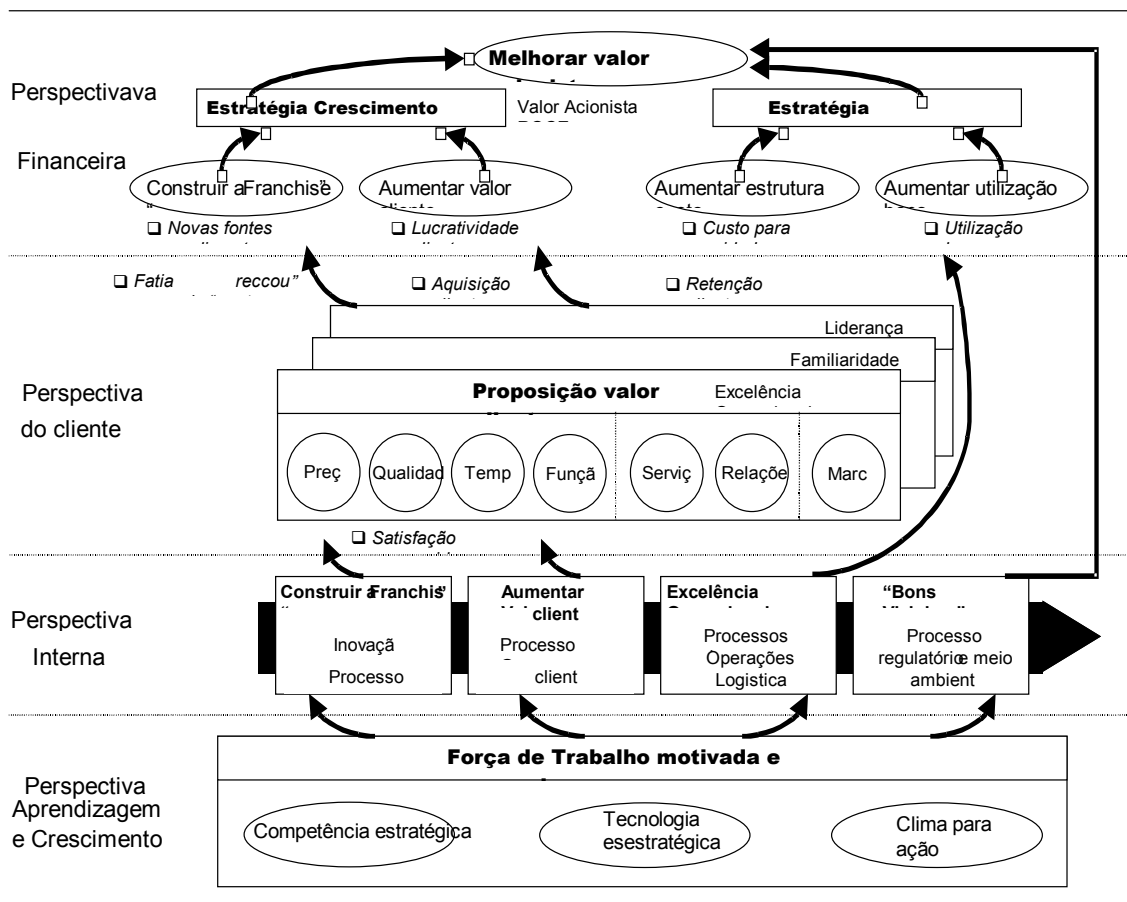 Melhorar valor
Perspectivava
Estratégia Crescimento
Valor Acionista
Estratégia
Financeira
Construir a Franchise
Aumentar valor
Aumentar estrutura
Aumentar utilização
❑ Novas fontes
❑ Lucratividade
❑ Custo para
❑ Utilização
❑ Fatia reccou”
❑ Aquisição
❑ Retenção
Liderança
Familiaridade
Proposição valor
Excelência
Perspectiva
do cliente
Preç
Qualidad
Temp
Funçã
Serviç
Relaçõe
Marc
❑ Satisfação
Construir a Franchis”
Aumentar
client
Excelência
“Bons
Perspectiva
Interna
Inovaçã
Processo
Processo
client
Processos
Operações
Logistica
Processo
regulatório e meio
ambient
Força de Trabalho motivada e
Perspectiva
Aprendizagem
e Crescimento
Competência estratégica
Tecnologia
esestratégica
Clima para
ação